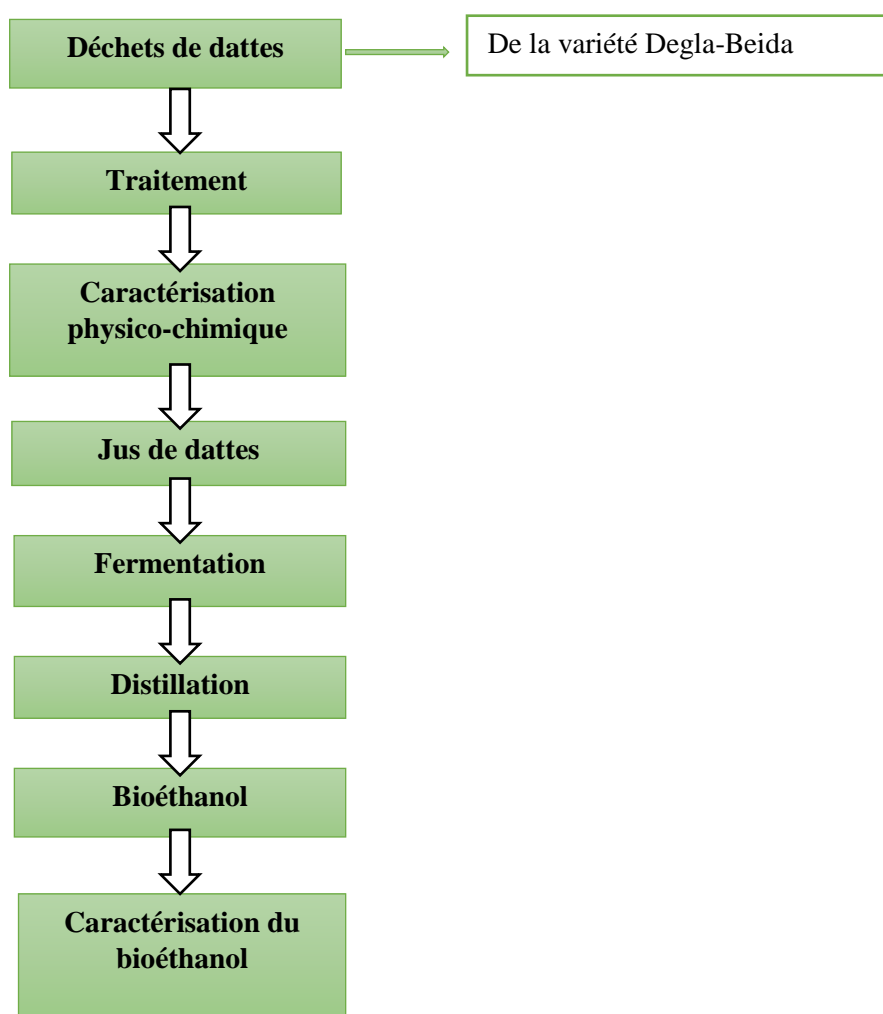 Déchets de dattes
De la variété Degla-Beida
Traitement
Caractérisation
physico-chimique
Jus de dattes
Fermentation
Distillation
Bioéthanol
Caractérisation du
bioéthanol